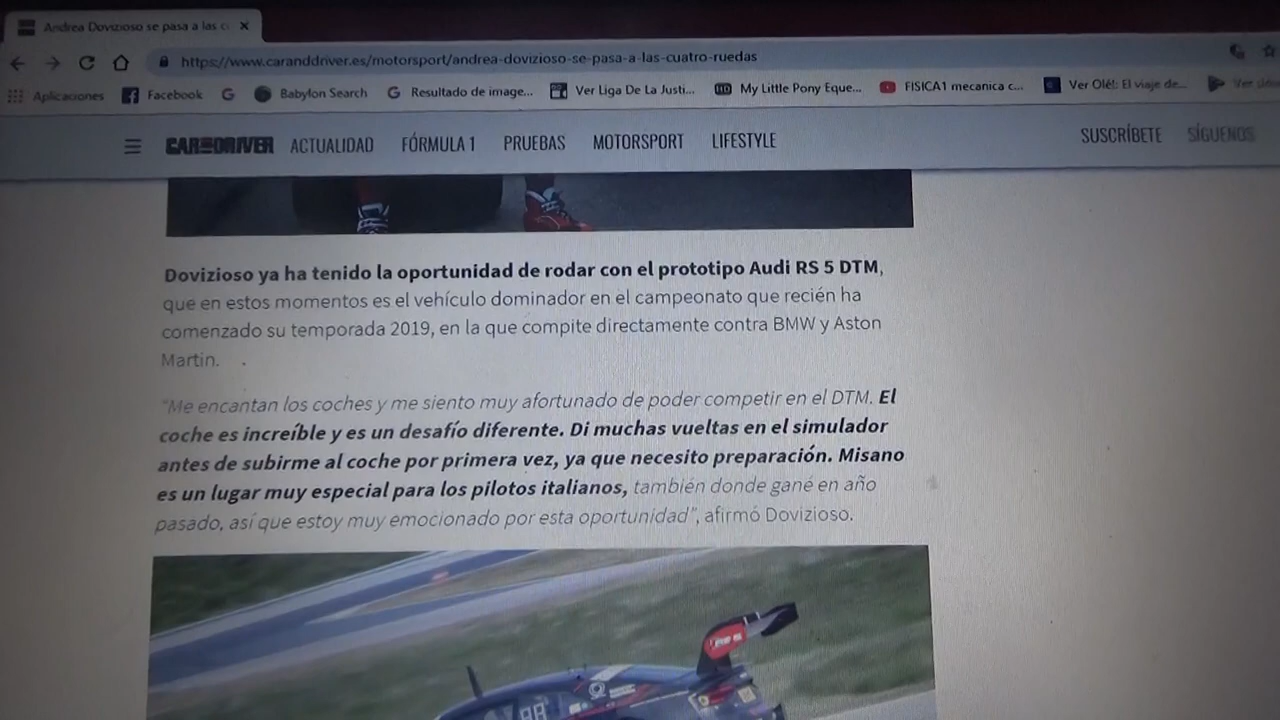 Andrea Dovizioso se pasa a las c
https://www.caranddriver.es/motorsport/andrea-dovizioso-se-pasa-a-las-cuatro-ruedas
Aplicaciones Facebook Babylon Search Resultado de image... Ver Liga De La Justi... My Little Pony Eque... FISICA1 mecanica c... Ver Olé!: El viaje de... Ver
CAR AND DRIVER ACTUALIDAD FÓRMULA 1 PRUEBAS MOTORSPORT LIFESTYLE SUSCRÍBETE SÍGUENOS
Dovizioso ya ha tenido la oportunidad de rodar con el prototipo Audi RS 5 DTM,
que en estos momentos es el vehículo dominador en el campeonato que recién ha
comenzado su temporada 2019, en la que compite directamente contra BMW y Aston
Martin.
“Me encantan los coches y me siento muy afortunado de poder competir en el DTM. El
coche es increíble y es un desafío diferente. Di muchas vueltas en el simulador
antes de subirme al coche por primera vez, ya que necesito preparación. Misano
es un lugar muy especial para los pilotos italianos, también donde gané en año
pasado, así que estoy muy emocionado por esta oportunidad”, afirmó Dovizioso.